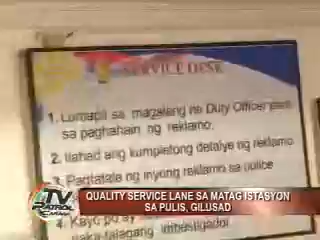 SERVICE DESK
1. Lumapit sa magalang na Duty Officer para
sa paghahain ng reklamo.
2. Ilahad ang kumpletong detalye ng reklamo
3. Pagtatala ng inyong reklamo sa police
4. Kayo po ay
imbestigador
TV
PATROL
QUALITY SERVICE LANE SA MATAG ISTASYON
SA PULIS, GILUSAD